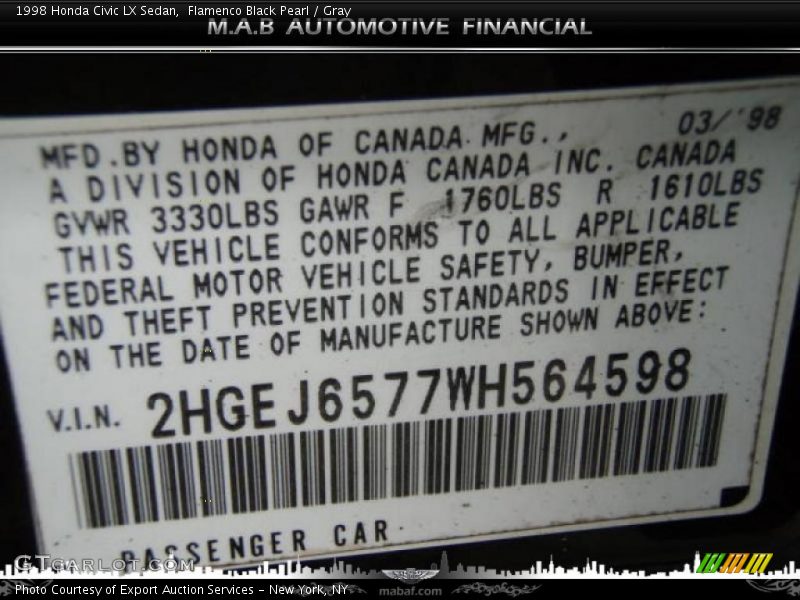 1998 Honda Civic LX Sedan,  Flamenco Black Pearl / Gray
M.A.B AUTOMOTIVE FINANCIAL
03/ '98
MFD.BY HONDA OF CANADA MFG.,
A DIVISION OF HONDA CANADA INC. CANADA
GVWR 3330LBS GAWR F 1760LBS R 1610LBS
THIS VEHICLE CONFORMS TO ALL APPLICABLE
FEDERAL MOTOR VEHICLE SAFETY, BUMPER,
AND THEFT PREVENTION STANDARDS IN EFFECT
ON THE DATE OF MANUFACTURE SHOWN ABOVE:
V.I.N. 2HGEJ6577WH564598
PASSENGER CAR
GTcarlot.com
Photo Courtesy of Export Auction Services - New York, NY
mabaf.com